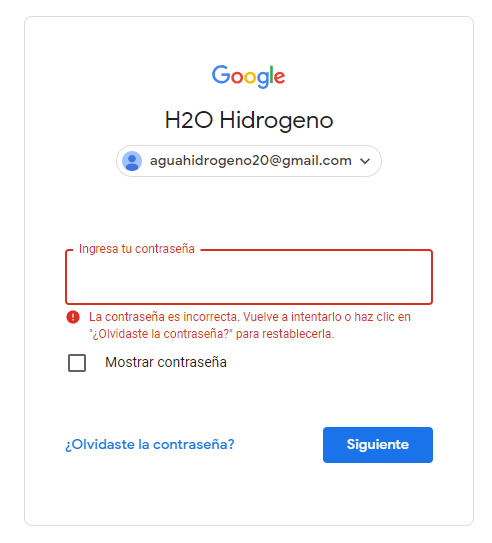 Google
H2O Hidrogeno
aguahidrogeno20@gmail.com
Ingresa tu contraseña
La contraseña es incorrecta. Vuelve a intentarlo o haz clic en
"¿Olvidaste la contraseña?" para restablecerla.
Mostrar contraseña
¿Olvidaste la contraseña?
Siguiente